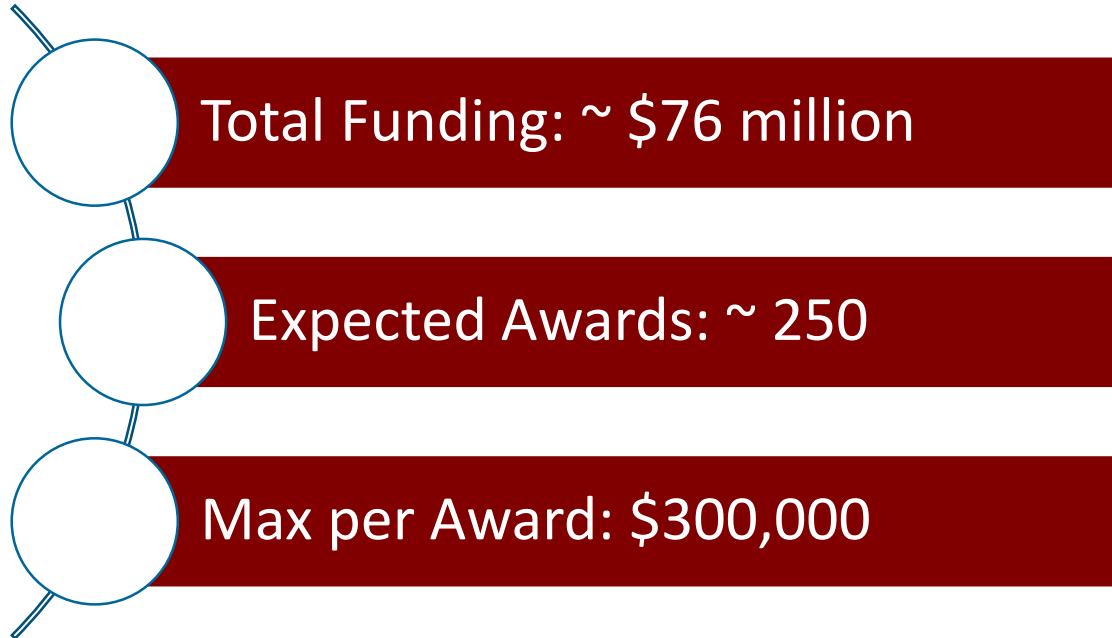 Total Funding: ~ $76 million
Expected Awards: ~ 250
Max per Award: $300,000